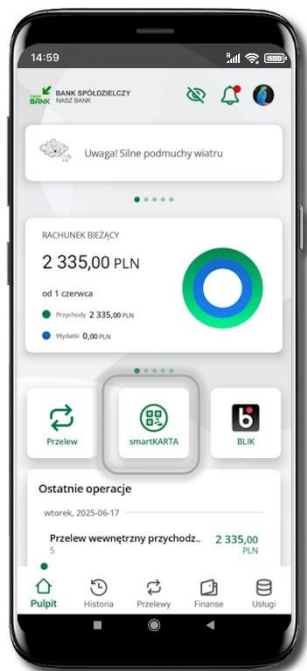 14:59
BANK SPÓŁDZIELCZY
NASZ BANK
Uwaga! Silne podmuchy wiatru
RACHUNEK BIEŻĄCY
2 335,00 PLN
od 1 czerwca
Przychody 2 335,00 PLN
Wydatki 0,00 PLN
Przelew
smartKARTA
BLIK
Ostatnie operacje
wtorek, 2025-06-17
Przelew wewnętrzny przychodz.. 2 335,00
5 PLN
Pulpit Historia Przelewy Finanse Usługi